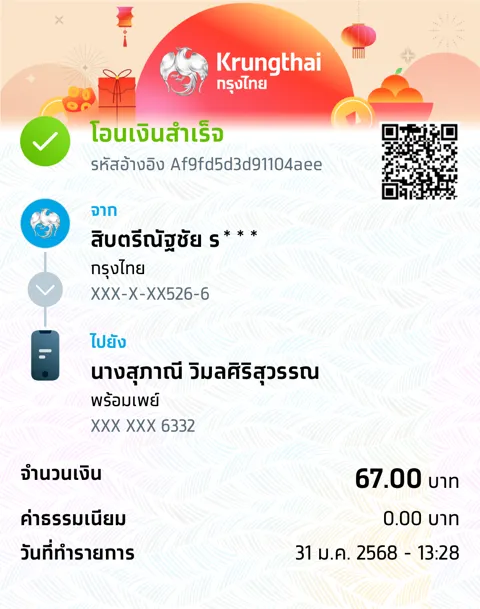 Krungthai
กรุงไทย
โอนเงินสำเร็จ
รหัสอ้างอิง Af9fd5d3d91104aee
จาก
สิบตรีณัฐชัย ร***
กรุงไทย
XXX-X-XX526-6
ไปยัง
นางสุภาณี วิมลศิริสุวรรณ
พร้อมเพย์
XXX XXX 6332
จำนวนเงิน 67.00 บาท
ค่าธรรมเนียม 0.00 บาท
วันที่ทำรายการ 31 ม.ค. 2568 - 13:28